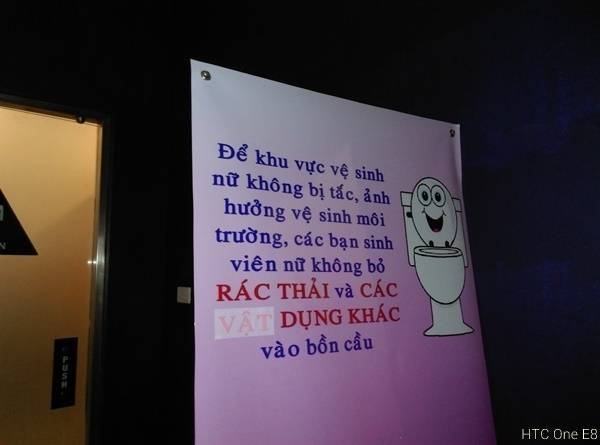 Để khu vực vệ sinh
nữ không bị tắc, ảnh
hưởng vệ sinh môi
trường, các bạn sinh
viên nữ không bỏ
RÁC THẢI và CÁC
VẬT DỤNG KHÁC
vào bồn cầu
PUSH
HTC One E8